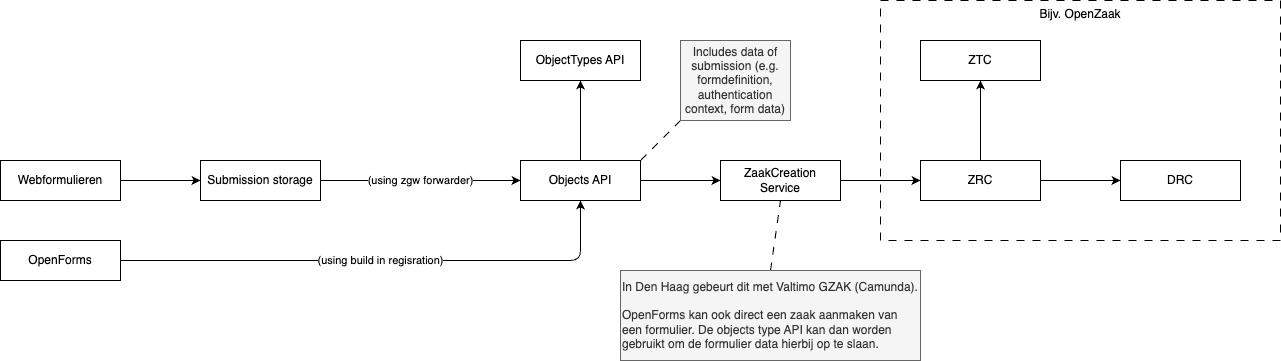 Bijv. OpenZaak
ObjectTypes API
Includes data of
submission (e.g.
formdefinition,
authentication
context, form data)
ZTC
Webformulieren
Submission storage
(using zgw forwarder)
Objects API
ZaakCreation
Service
ZRC
DRC
OpenForms
(using build in regisration)
In Den Haag gebeurt dit met Valtimo GZAK (Camunda).
OpenForms kan ook direct een zaak aanmaken van
een formulier. De objects type API kan dan worden
gebruikt om de formulier data hierbij op te slaan.